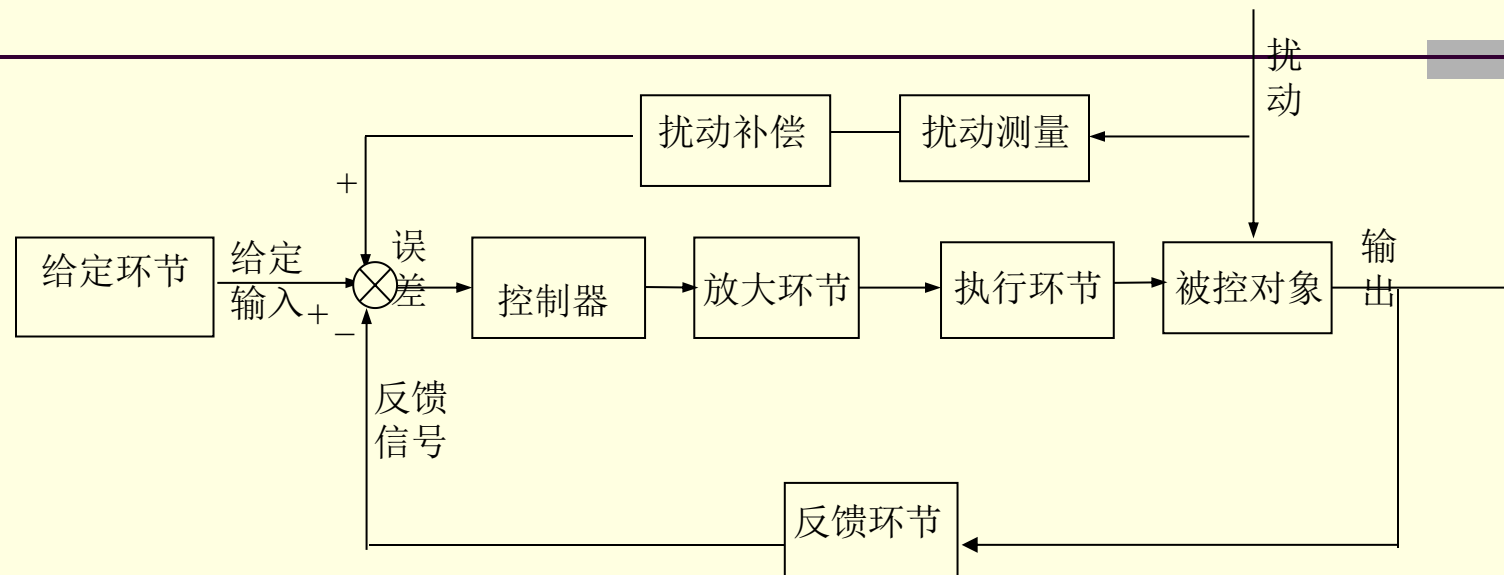 扰
动
扰动补偿
扰动测量
+
给定环节
给定
输入+
−
误
差
控制器
放大环节
执行环节
被控对象
输
出
反馈
信号
反馈环节